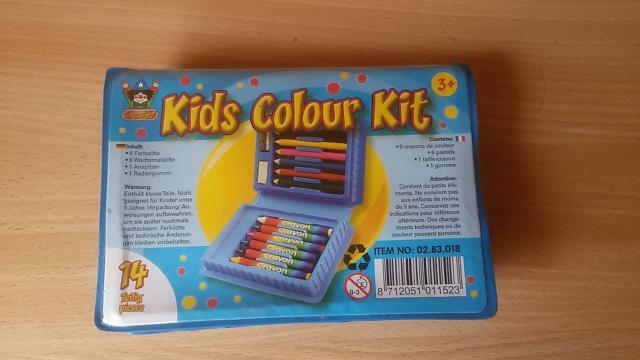 Kids Colour Kit
3+
Inhalt:
• 6 Farbstifte
• 6 Wachsmalstifte
• 1 Anspitzer
• 1 Radiergummi
Warnung:
Enthält kleine Teile. Nicht
geeignet für Kinder unter
3 Jahre. Verpackung/ An-
weisungen aufbewahren,
um sie später nochmals
nachzulesen. Farbliche
und technische Änderun-
gen bleiben vorbehalten.
14
Teilig
pieces
Contenu:
• 6 crayons de couleur
• 6 pastels
• 1 taille-crayon
• 1 gomme
Attention:
Contient de petits élé-
ments. Ne convient pas
aux enfants de moins
de 3 ans. Conservez ces
indications pour référence
ultérieure. Des change-
ments techniques ou de
couleur peuvent survenir.
crayon
crayon
crayon
crayon
crayon
crayon
ITEM NO: 02.83.018
0-3
8 712051 011523